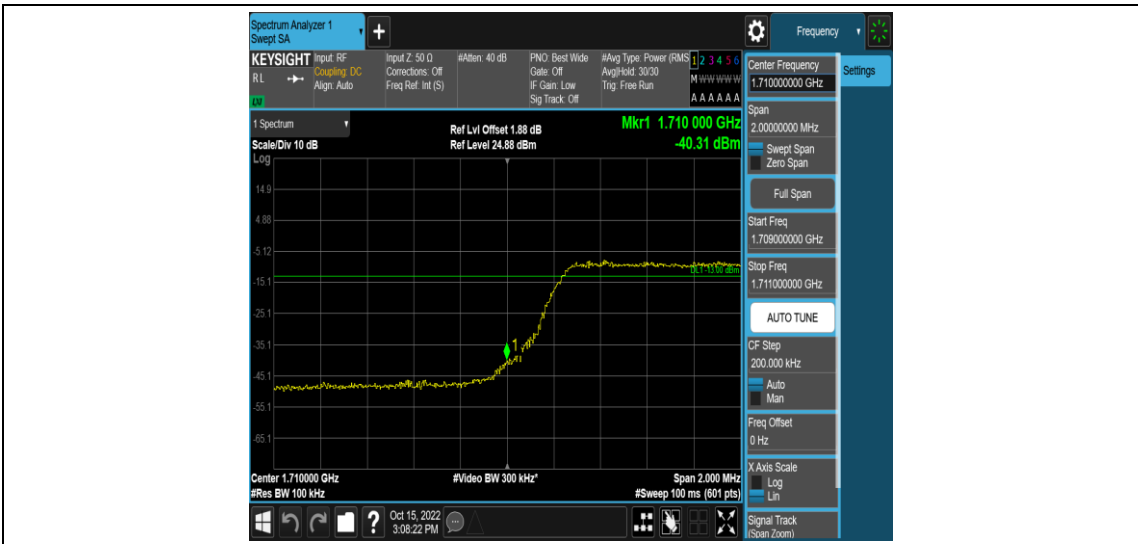 Spectrum Analyzer 1
Swept SA
Frequency
KEYSIGHT
Input: RF
Coupling: DC
Align: Auto
Input Z: 50 Ω
Corrections: Off
Freq Ref: Int (S)
#Atten: 40 dB
PNO: Best Wide
Gate: Off
IF Gain: Low
Sig Track: Off
#Avg Type: Power (RMS
Avg|Hold: 30/30
Trig: Free Run
1 2 3 4 5 6
M W W W W W
A A A A A A
RL
LXI
Center Frequency
1.710000000 GHz
Settings
Span
2.00000000 MHz
Swept Span
Zero Span
Full Span
Start Freq
1.709000000 GHz
Stop Freq
1.711000000 GHz
AUTO TUNE
CF Step
200.000 kHz
Auto
Man
Freq Offset
0 Hz
X Axis Scale
Log
Lin
Signal Track
(Span Zoom)
1 Spectrum
Scale/Div 10 dB
Ref Lvl Offset 1.88 dB
Ref Level 24.88 dBm
Mkr1 1.710 000 GHz
-40.31 dBm
Log
14.9
4.88
-5.12
-15.1
-25.1
-35.1
-45.1
-55.1
-65.1
DL1 -13.00 dBm
1
Center 1.710000 GHz
#Res BW 100 kHz
#Video BW 300 kHz*
Span 2.000 MHz
#Sweep 100 ms (601 pts)
?
Oct 15, 2022
3:08:22 PM